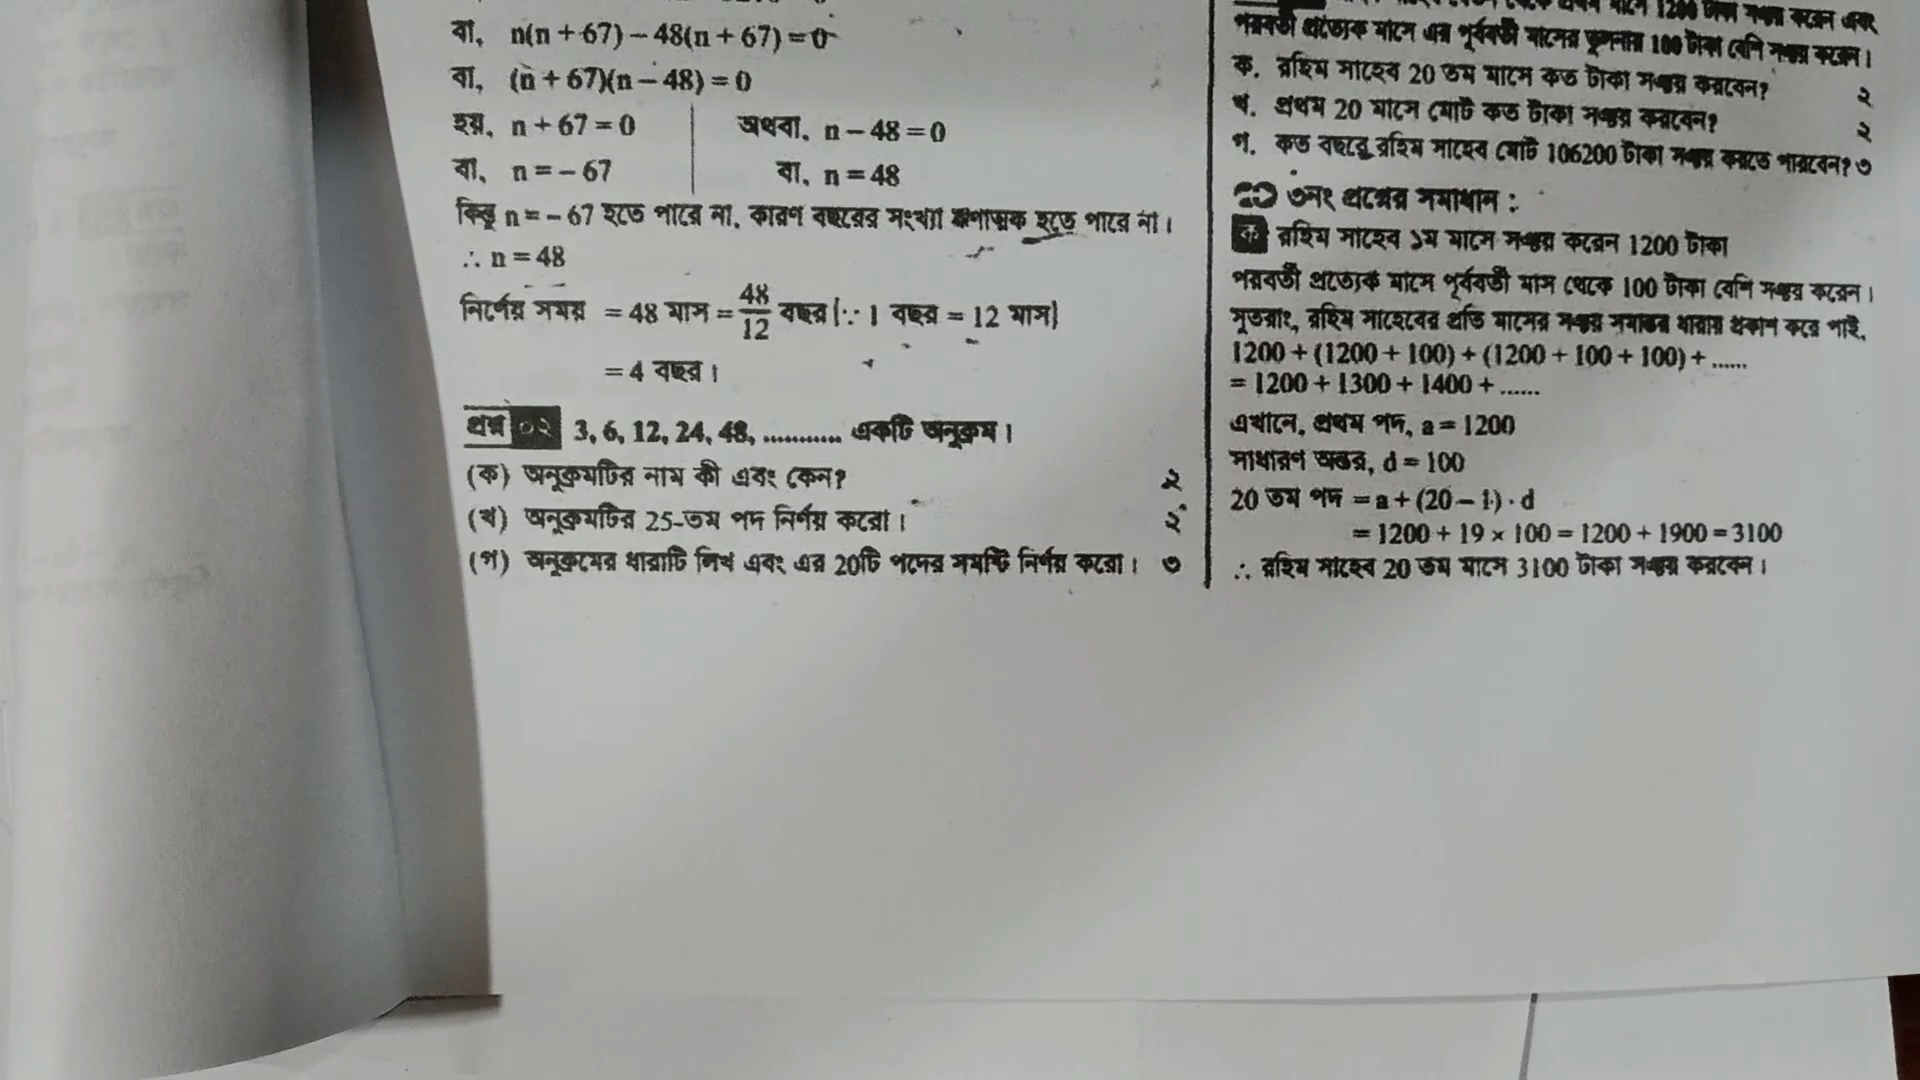 বা, n(n + 67) – 48(n + 67) = 0
বা, (n + 67)(n – 48) = 0
হয়, n + 67 = 0 অথবা, n – 48 = 0
বা, n = – 67 বা, n = 48
কিন্তু n = – 67 হতে পারে না, কারণ বছরের সংখ্যা ঋণাত্মক হতে পারে না।
∴ n = 48
নির্ণেয় সময় = 48 মাস = 48/12 বছর [∵ 1 বছর = 12 মাস]
= 4 বছর।
প্রশ্ন ০২ 3, 6, 12, 24, 48, ............ একটি অনুক্রম।
(ক) অনুক্রমটির নাম কী এবং কেন? ২
(খ) অনুক্রমটির 25-তম পদ নির্ণয় করো। ২
(গ) অনুক্রমের ধারাটি লিখ এবং এর 20টি পদের সমষ্টি নির্ণয় করো। ৩
প্রথম মাসে 1200 টাকা সঞ্চয় করেন এবং
পরবর্তী প্রত্যেক মাসে এর পূর্ববর্তী মাসের তুলনায় 100 টাকা বেশি সঞ্চয় করেন।
ক. রহিম সাহেব 20 তম মাসে কত টাকা সঞ্চয় করবেন? ২
খ. প্রথম 20 মাসে মোট কত টাকা সঞ্চয় করবেন? ২
গ. কত বছরে রহিম সাহেব মোট 106200 টাকা সঞ্চয় করতে পারবেন? ৩
৩নং প্রশ্নের সমাধান :
ক রহিম সাহেব ১ম মাসে সঞ্চয় করেন 1200 টাকা
পরবর্তী প্রত্যেক মাসে পূর্ববর্তী মাস থেকে 100 টাকা বেশি সঞ্চয় করেন।
সুতরাং, রহিম সাহেবের প্রতি মাসের সঞ্চয় সমান্তর ধারায় প্রকাশ করে পাই,
1200 + (1200 + 100) + (1200 + 100 + 100) + ......
= 1200 + 1300 + 1400 + ......
এখানে, প্রথম পদ, a = 1200
সাধারণ অন্তর, d = 100
20 তম পদ = a + (20 – 1) · d
= 1200 + 19 × 100 = 1200 + 1900 = 3100
∴ রহিম সাহেব 20 তম মাসে 3100 টাকা সঞ্চয় করবেন।